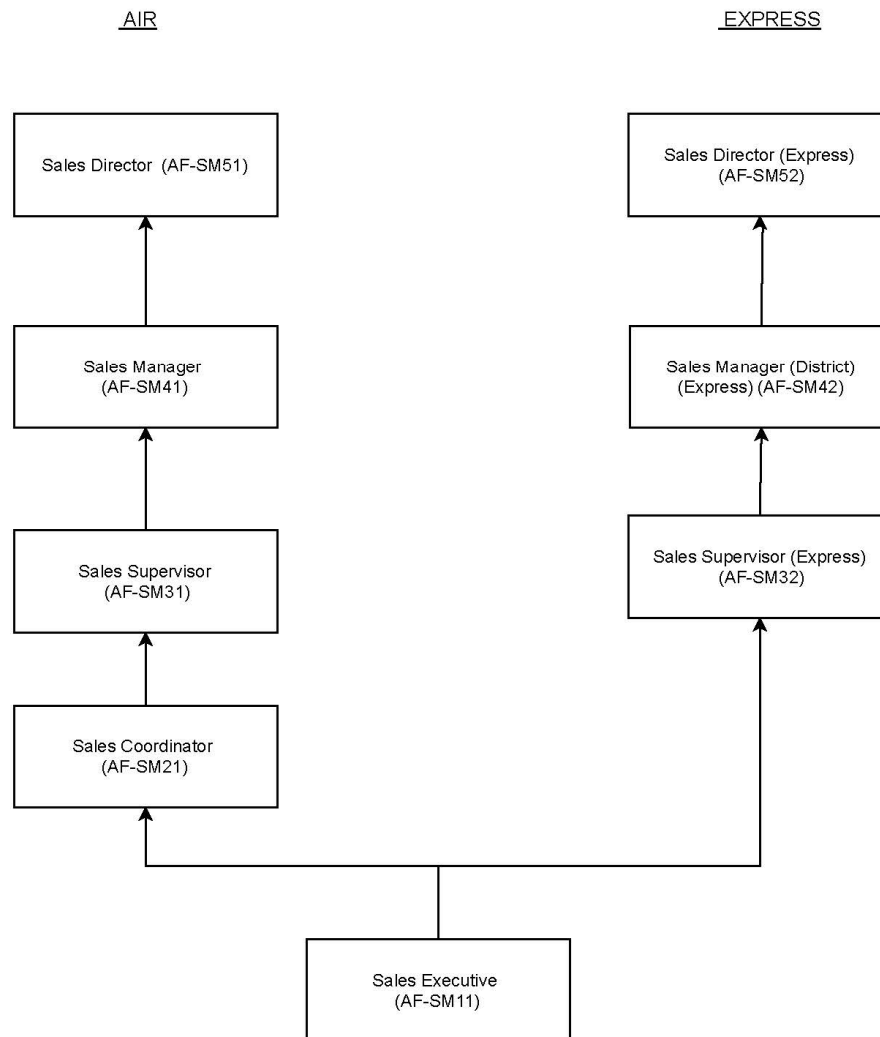 AIR
EXPRESS
Sales Director (AF-SM51)
Sales Director (Express)
(AF-SM52)
Sales Manager
(AF-SM41)
Sales Manager (District)
(Express) (AF-SM42)
Sales Supervisor
(AF-SM31)
Sales Supervisor (Express)
(AF-SM32)
Sales Coordinator
(AF-SM21)
Sales Executive
(AF-SM11)